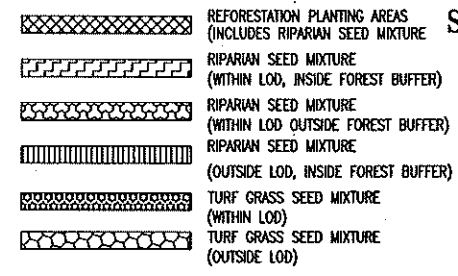 REFORESTATION PLANTING AREAS
(INCLUDES RIPARIAN SEED MIXTURE S
RIPARIAN SEED MIXTURE
(WITHIN LOD, INSIDE FOREST BUFFER)
RIPARIAN SEED MIXTURE
(WITHIN LOD OUTSIDE FOREST BUFFER)
RIPARIAN SEED MIXTURE
(OUTSIDE LOD, INSIDE FOREST BUFFER)
TURF GRASS SEED MIXTURE
(WITHIN LOD)
TURF GRASS SEED MIXTURE
(OUTSIDE LOD)